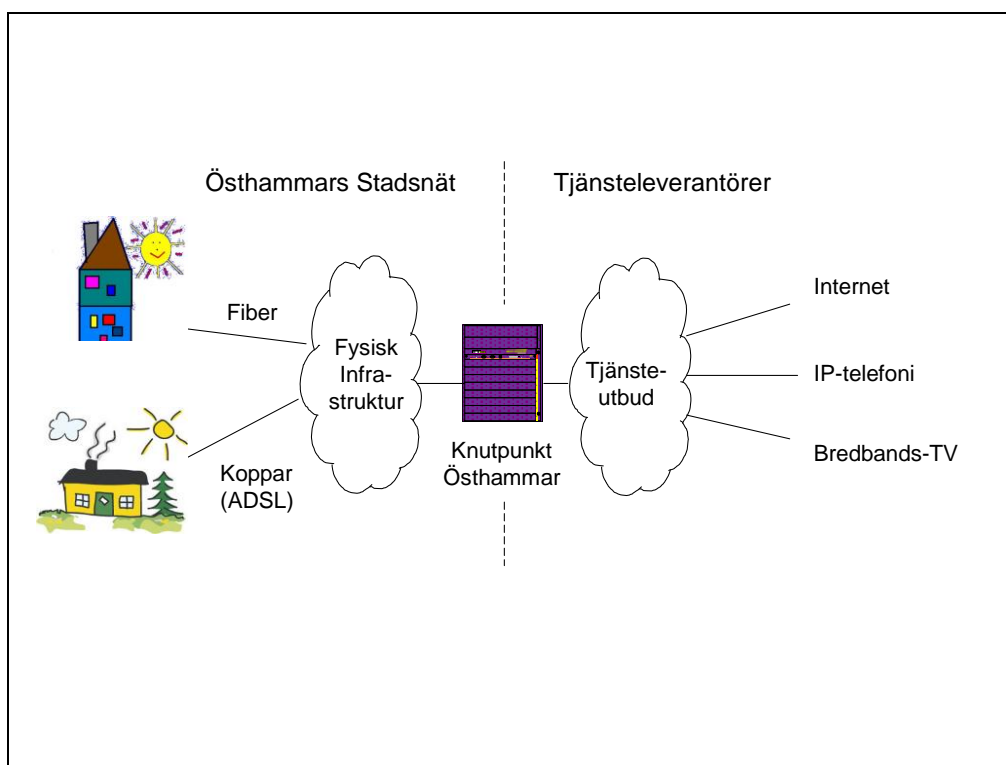 Östhammars Stadsnät
Tjänsteleverantörer
Fiber
Fysisk
Infra-
struktur
Koppar
(ADSL)
Knutpunkt
Östhammar
Tjänste-
utbud
Internet
IP-telefoni
Bredbands-TV